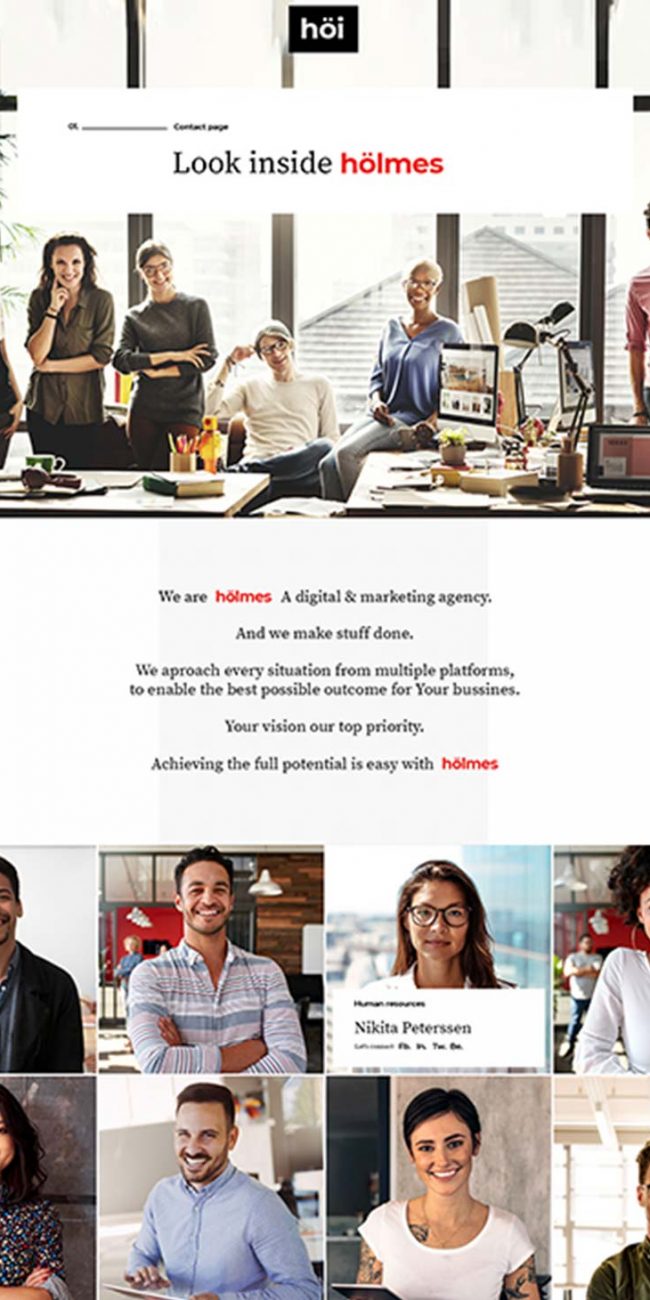 höi
01. Contact page
Look inside hölmes
We are hölmes A digital & marketing agency.
And we make stuff done.
We aproach every situation from multiple platforms,
to enable the best possible outcome for Your bussines.
Your vision our top priority.
Achieving the full potential is easy with hölmes
Human resources
Nikita Peterssen
Let's connect Fb. In. Tw. Be.